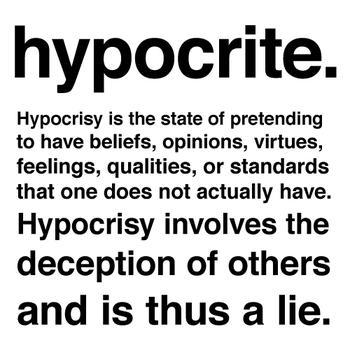 hypocrite.
Hypocrisy is the state of pretending
to have beliefs, opinions, virtues,
feelings, qualities, or standards
that one does not actually have.
Hypocrisy involves the
deception of others
and is thus a lie.